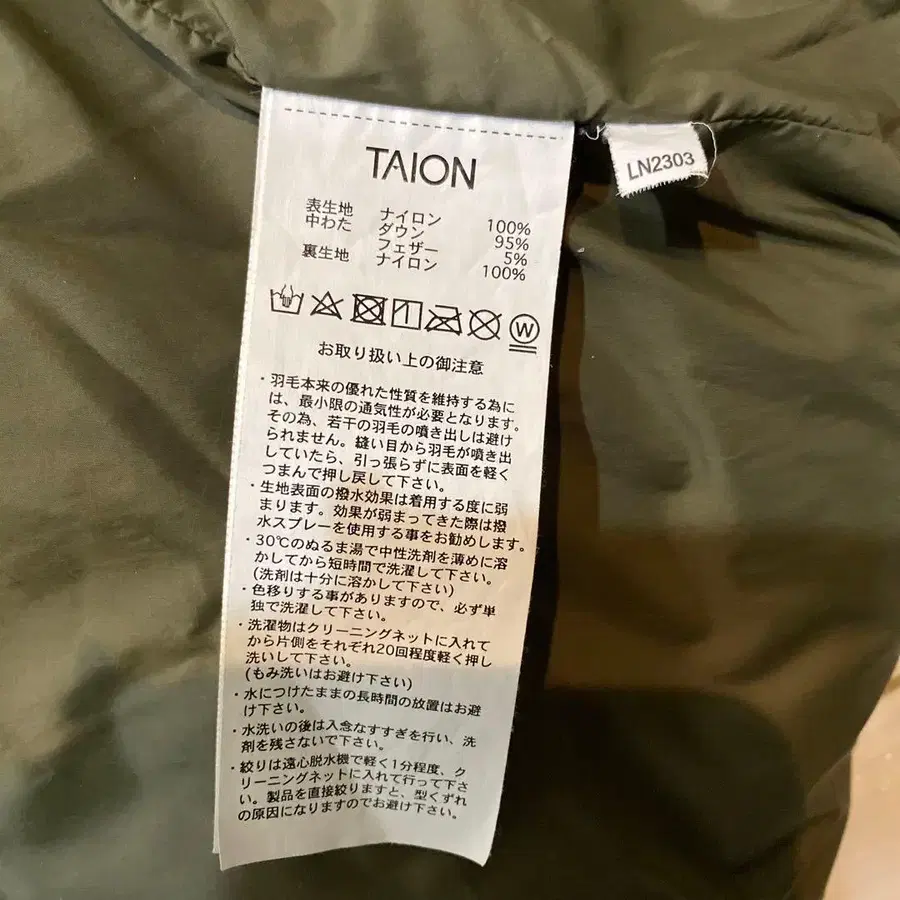 TAION
LN2303
表生地 ナイロン 100%
中わた ダウン 95%
フェザー 5%
裏生地 ナイロン 100%
W
お取り扱い上の御注意
・羽毛本来の優れた性質を維持する為に
は、最小限の通気性が必要となります。
その為、若干の羽毛の噴き出しは避け
られません。縫い目から羽毛が噴き出
していたら、引っ張らずに表面を軽く
つまんで押し戻して下さい。
・生地表面の撥水効果は着用する度に弱
まります。効果が弱まってきた際は撥
水スプレーを使用する事をお勧めします。
・30℃のぬるま湯で中性洗剤を薄めに溶
かしてから短時間で洗濯して下さい。
(洗剤は十分に溶かして下さい)
・色移りする事がありますので、必ず単
独で洗濯して下さい。
・洗濯物はクリーニングネットに入れて
から片側をそれぞれ20回程度軽く押し
洗いして下さい。
(もみ洗いはお避け下さい)
・水につけたままの長時間の放置はお避
け下さい。
・水洗いの後は入念なすすぎを行い、洗
剤を残さないで下さい。
・絞りは遠心脱水機で軽く1分程度、ク
リーニングネットに入れて行って下さ
い。製品を直接絞りますと、型くずれ
の原因になりますのでお避け下さい。